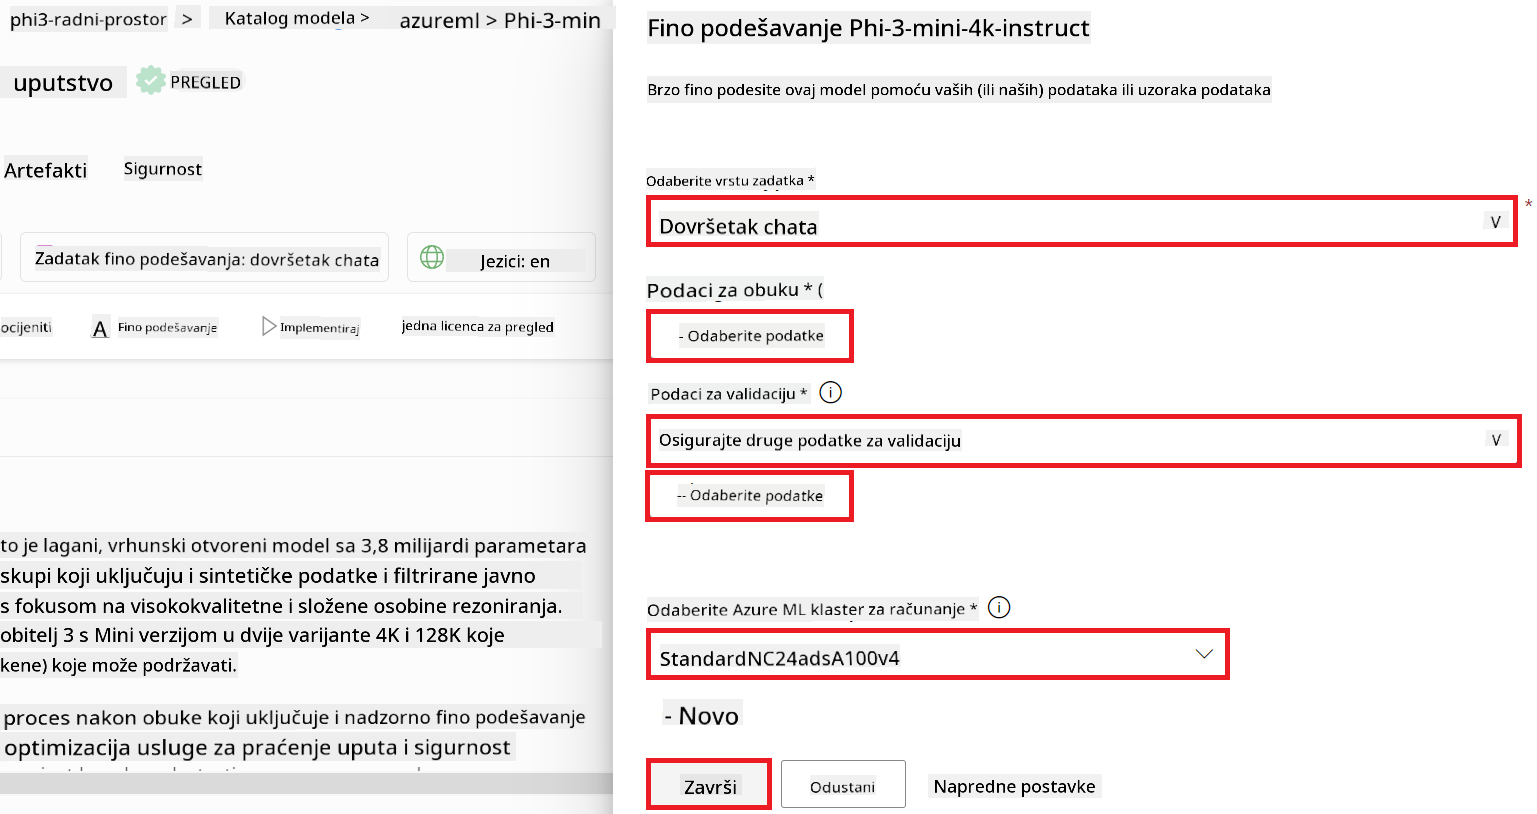 phi3-radni-prostor > Katalog modela > azureml > Phi-3-min
uputstvo PREGLED
Artefakti Sigurnost
Zadatak fino podešavanja: dovršetak chata Jezici: en
ocijeniti Fino podešavanje Implementiraj jedna licenca za pregled
to je lagani, vrhunski otvoreni model sa 3,8 milijardi parametara
skupi koji uključuju i sintetičke podatke i filtrirane javno
s fokusom na visokokvalitetne i složene osobine rezoniranja.
obitelj 3 s Mini verzijom u dvije varijante 4K i 128K koje
kene) koje može podržavati.
proces nakon obuke koji uključuje i nadzorno fino podešavanje
optimizacija usluge za praćenje uputa i sigurnost
Fino podešavanje Phi-3-mini-4k-instruct
Brzo fino podesite ovaj model pomoću vaših (ili naših) podataka ili uzoraka podataka
Odaberite vrstu zadatka *
Dovršetak chata V
*
Podaci za obuku * (
- Odaberite podatke
Podaci za validaciju * i
Osigurajte druge podatke za validaciju V
-- Odaberite podatke
Odaberite Azure ML klaster za računanje * i
StandardNC24adsA100v4
- Novo
Završi Odustani Napredne postavke